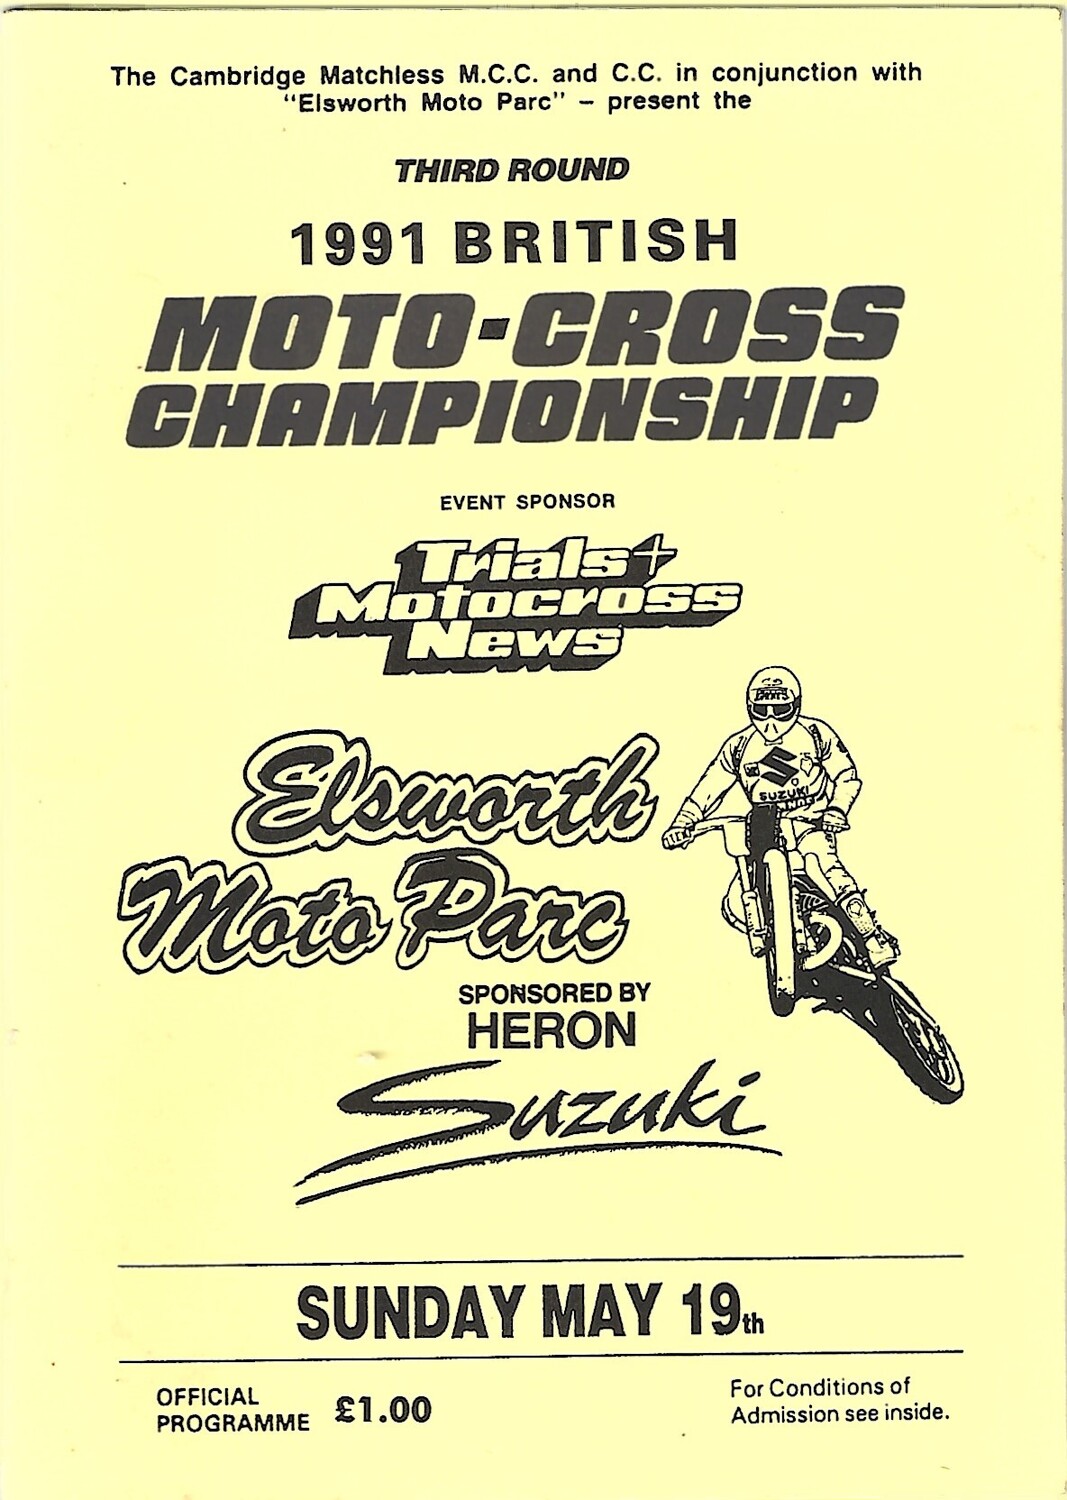 The Cambridge Matchless M.C.C. and C.C. in conjunction with
"Elsworth Moto Parc" – present the
THIRD ROUND
1991 BRITISH
MOTO-CROSS
CHAMPIONSHIP
EVENT SPONSOR
Trials+
Motocross
News
Elsworth
Moto Parc
SUZUKI
SPONSORED BY
HERON
Suzuki
SUNDAY MAY 19th
OFFICIAL
PROGRAMME £1.00
For Conditions of
Admission see inside.